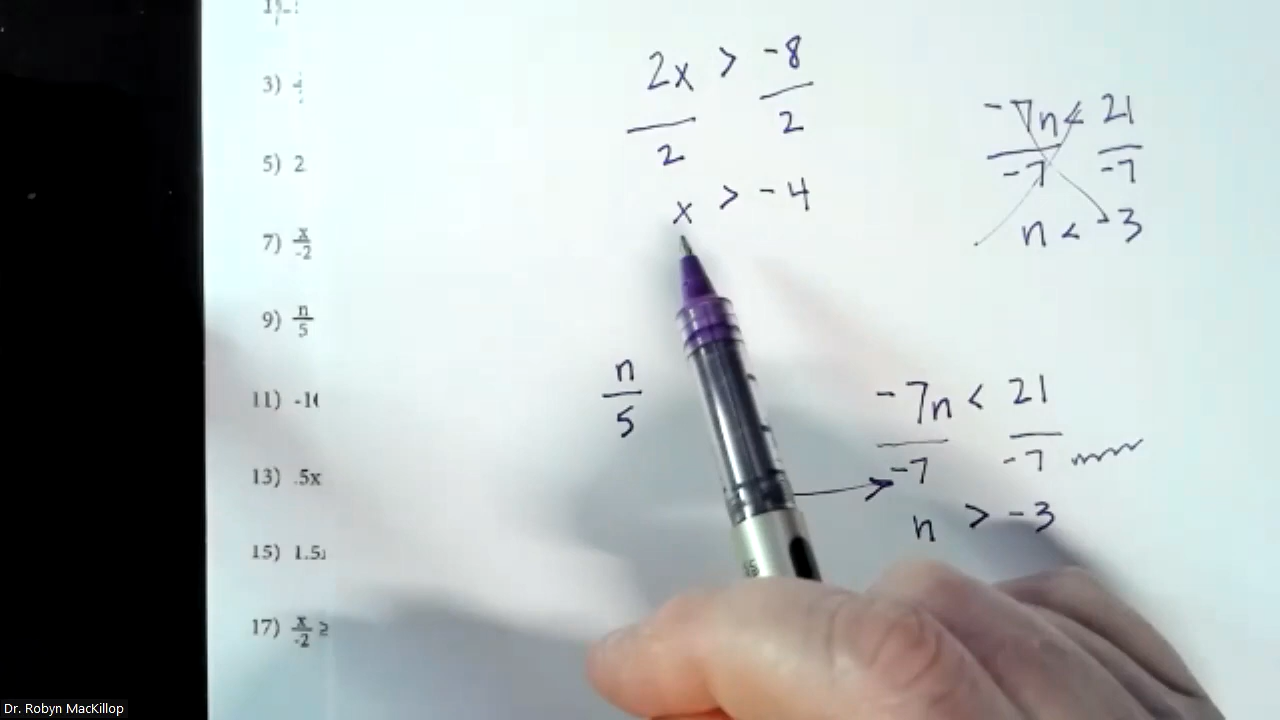 3)
5) 2
7) x/-2
9) n/5
11) -1
13) .5x
15) 1.5
17) x/-2 ≥
2x > -8
2 2
x > -4
-7n < 21
-7 -7
n < -3
n/5
-7n < 21
-7 -7
n > -3
Dr. Robyn MacKillop